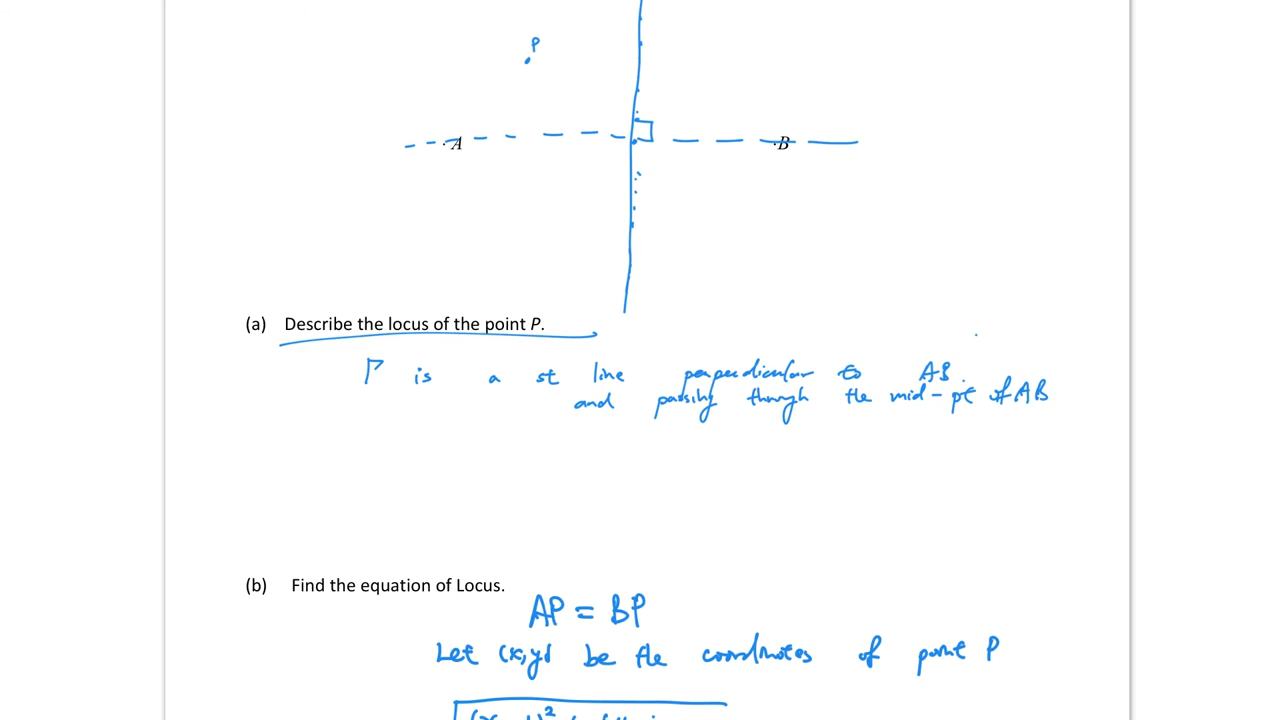 P
A
B
(a) Describe the locus of the point P.
Γ is a st line perpendicular to AB.
and passing through the mid-pt of AB
(b) Find the equation of Locus.
AP = BP
Let (x,y) be the coordinates of point P